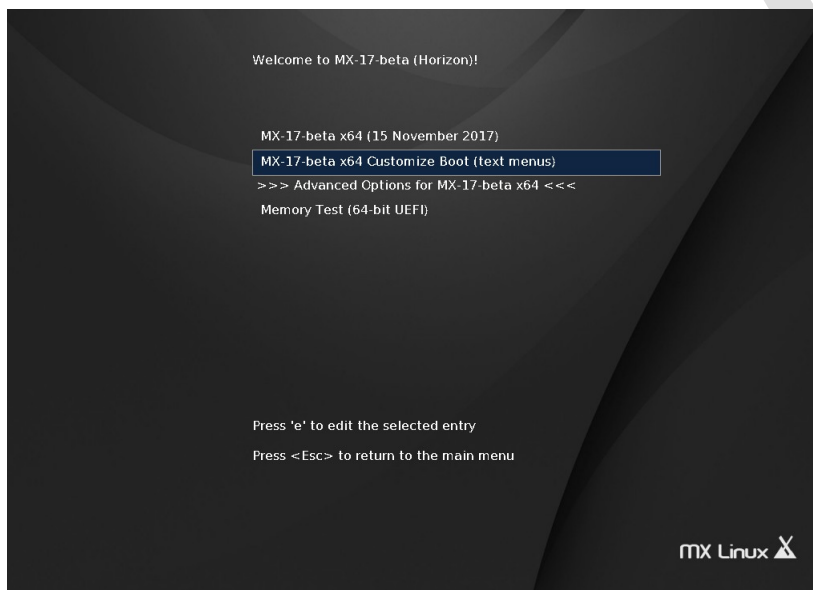 Welcome to MX-17-beta (Horizon)!
MX-17-beta x64 (15 November 2017)
MX-17-beta x64 Customize Boot (text menus)
>>> Advanced Options for MX-17-beta x64 <<<
Memory Test (64-bit UEFI)
Press 'e' to edit the selected entry
Press <Esc> to return to the main menu
MX Linux